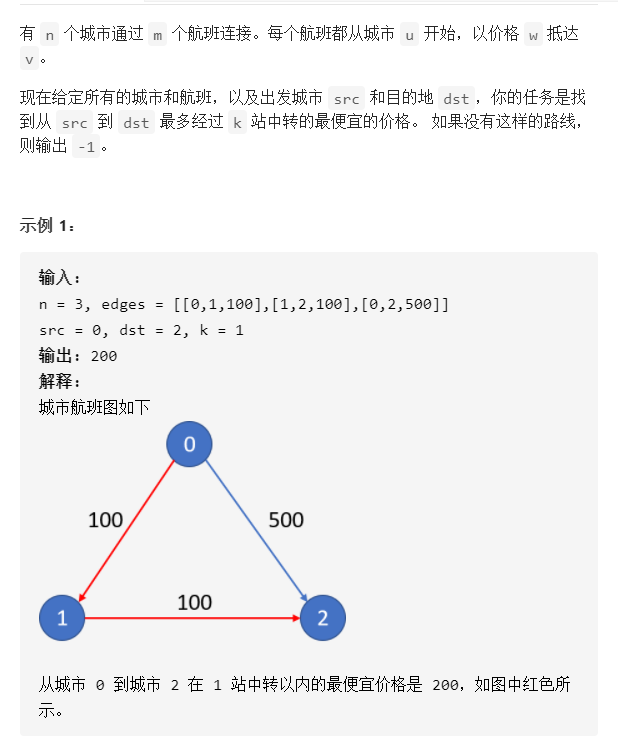 有 n 个城市通过 m 个航班连接。每个航班都从城市 u 开始，以价格 w 抵达
v 。
现在给定所有的城市和航班，以及出发城市 src 和目的地 dst，你的任务是找
到从 src 到 dst 最多经过 k 站中转的最便宜的价格。 如果没有这样的路线，
则输出 -1。
示例 1：
输入：
n = 3, edges = [[0,1,100],[1,2,100],[0,2,500]]
src = 0, dst = 2, k = 1
输出：200
解释：
城市航班图如下
0
100
500
100
1
2
从城市 0 到城市 2 在 1 站中转以内的最便宜价格是 200，如图中红色所
示。